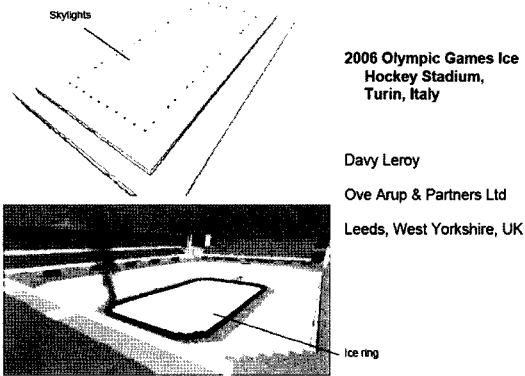 Skylights
2006 Olympic Games Ice
Hockey Stadium,
Turin, Italy
Davy Leroy
Ove Arup & Partners Ltd
Leeds, West Yorkshire, UK
Ice ring